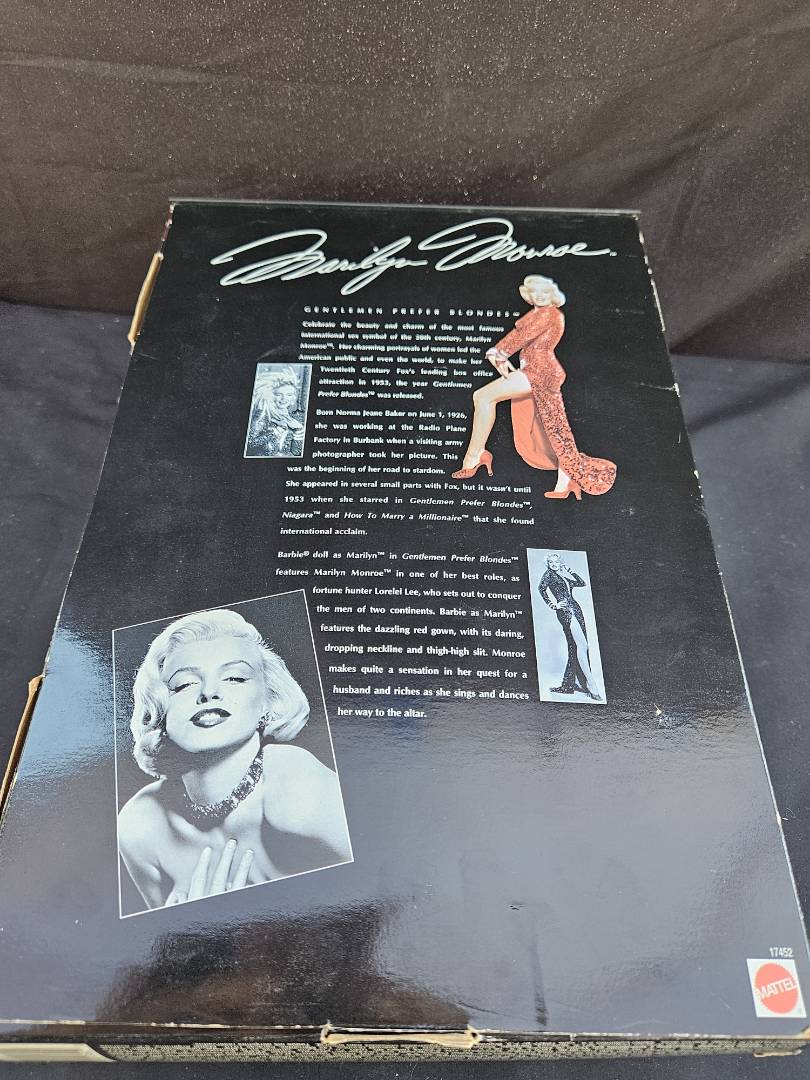 Marilyn Monroe™
GENTLEMEN PREFER BLONDES™
Celebrate the beauty and charm of the most famous
international sex symbol of the 20th century, Marilyn
Monroe™. Her charming portrayals of women led the
American public and even the world, to make her
Twentieth Century Fox's leading box office
attraction in 1953, the year Gentlemen
Prefer Blondes™ was released.
Born Norma Jeane Baker on June 1, 1926,
she was working at the Radio Plane
Factory in Burbank when a visiting army
photographer took her picture. This
was the beginning of her road to stardom.
She appeared in several small parts with Fox, but it wasn't until
1953 when she starred in Gentlemen Prefer Blondes™,
Niagara™ and How To Marry a Millionaire™ that she found
international acclaim.
Barbie® doll as Marilyn™ in Gentlemen Prefer Blondes™
features Marilyn Monroe™ in one of her best roles, as
fortune hunter Lorelei Lee, who sets out to conquer
the men of two continents. Barbie as Marilyn™
features the dazzling red gown, with its daring,
dropping neckline and thigh-high slit. Monroe
makes quite a sensation in her quest for a
husband and riches as she sings and dances
her way to the altar.
17452
MATTEL